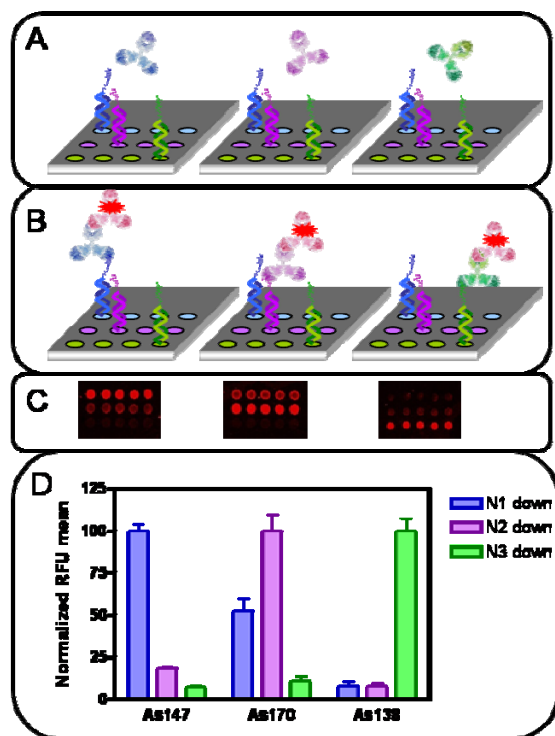 A
B
C
D
Normalized RFU mean
125
100
75
50
25
0
As147
As170
As138
N1 down
N2 down
N3 down